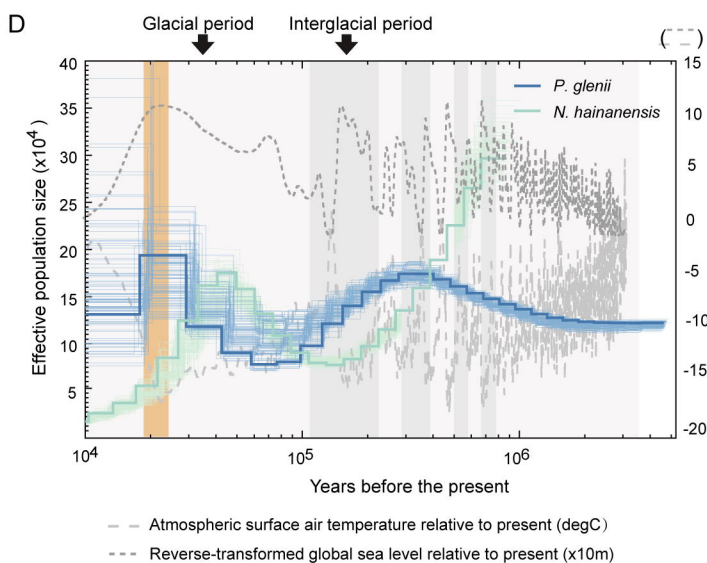 D
Glacial period Interglacial period
( )
Effective population size (x10⁴)
40
35
30
25
20
15
10
5
15
10
5
0
-5
-10
-15
-20
P. glenii
N. hainanensis
10⁴ 10⁵ 10⁶
Years before the present
Atmospheric surface air temperature relative to present (degC)
Reverse-transformed global sea level relative to present (x10m)